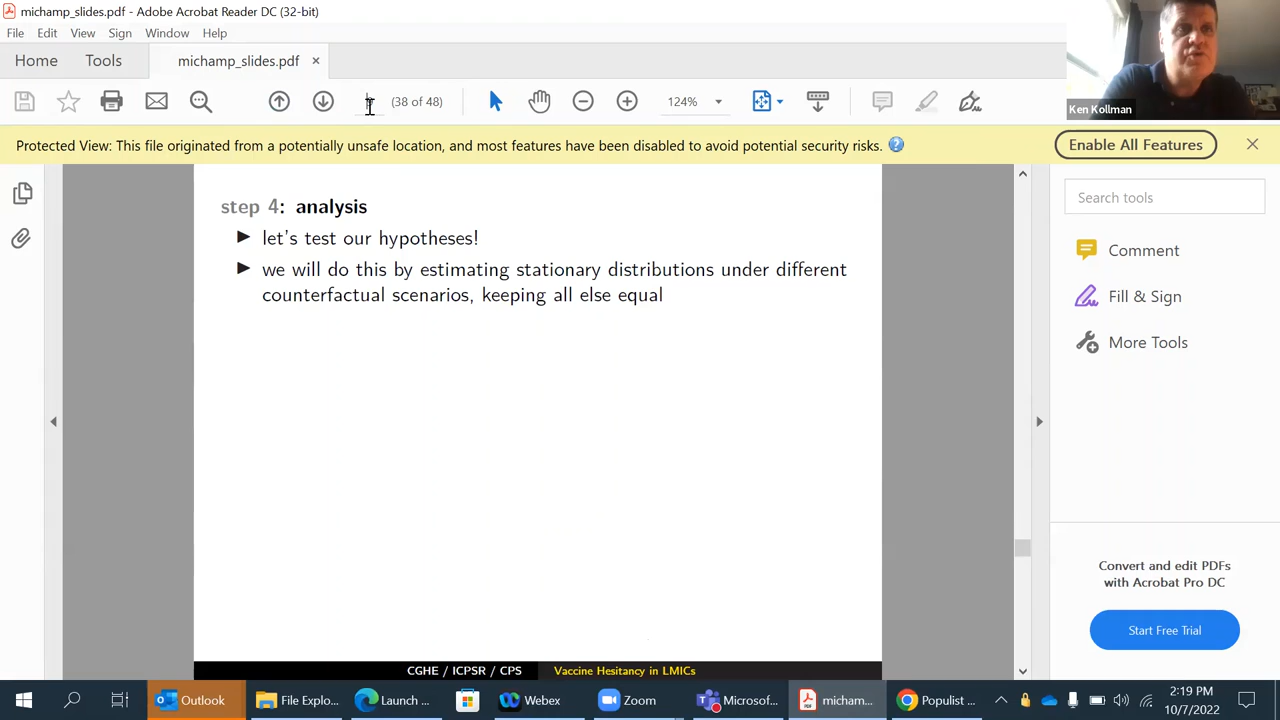 michamp_slides.pdf - Adobe Acrobat Reader DC (32-bit)
File Edit View Sign Window Help
Home Tools michamp_slides.pdf ×
(38 of 48) 124%
Ken Kollman
Protected View: This file originated from a potentially unsafe location, and most features have been disabled to avoid potential security risks. ? Enable All Features
Search tools
Comment
Fill & Sign
More Tools
step 4: analysis
▶ let's test our hypotheses!
▶ we will do this by estimating stationary distributions under different
counterfactual scenarios, keeping all else equal
Convert and edit PDFs
with Acrobat Pro DC
Start Free Trial
CGHE / ICPSR / CPS Vaccine Hesitancy in LMICs
Outlook File Explo... Launch ... Webex Zoom Microsof... micham... Populist ... 2:19 PM
10/7/2022